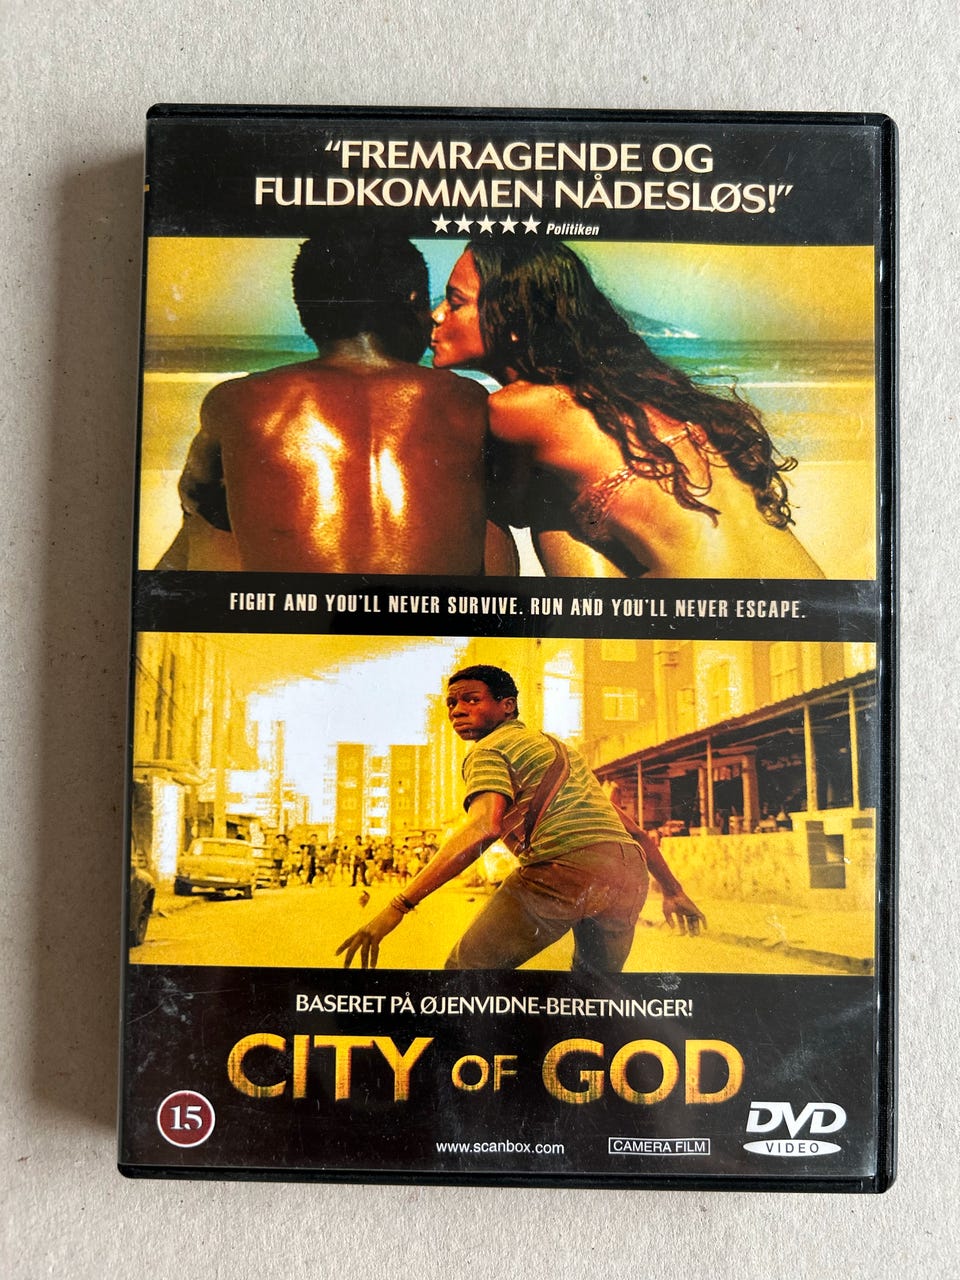 “FREMRAGENDE OG
FULDKOMMEN NÅDESLØS!”
★★★★★ Politiken
FIGHT AND YOU'LL NEVER SURVIVE. RUN AND YOU'LL NEVER ESCAPE.
BASERET PÅ ØJENVIDNE-BERETNINGER!
CITY OF GOD
15
www.scanbox.com
CAMERA FILM
DVD
VIDEO